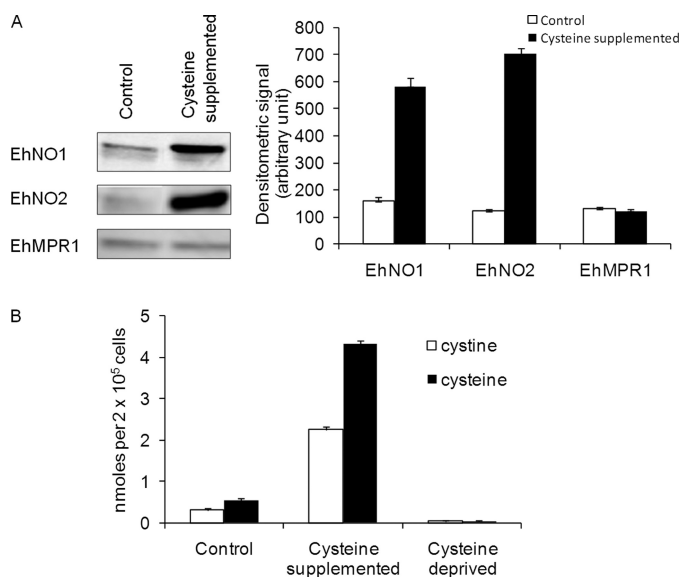 A
Control
Cysteine
supplemented
EhNO1
EhNO2
EhMPR1
Control
Cysteine supplemented
Densitometric signal
(arbitrary unit)
800
700
600
500
400
300
200
100
0
EhNO1 EhNO2 EhMPR1
B
cystine
cysteine
nmoles per 2 x 10⁵ cells
5
4
3
2
1
0
Control Cysteine Cysteine
supplemented deprived